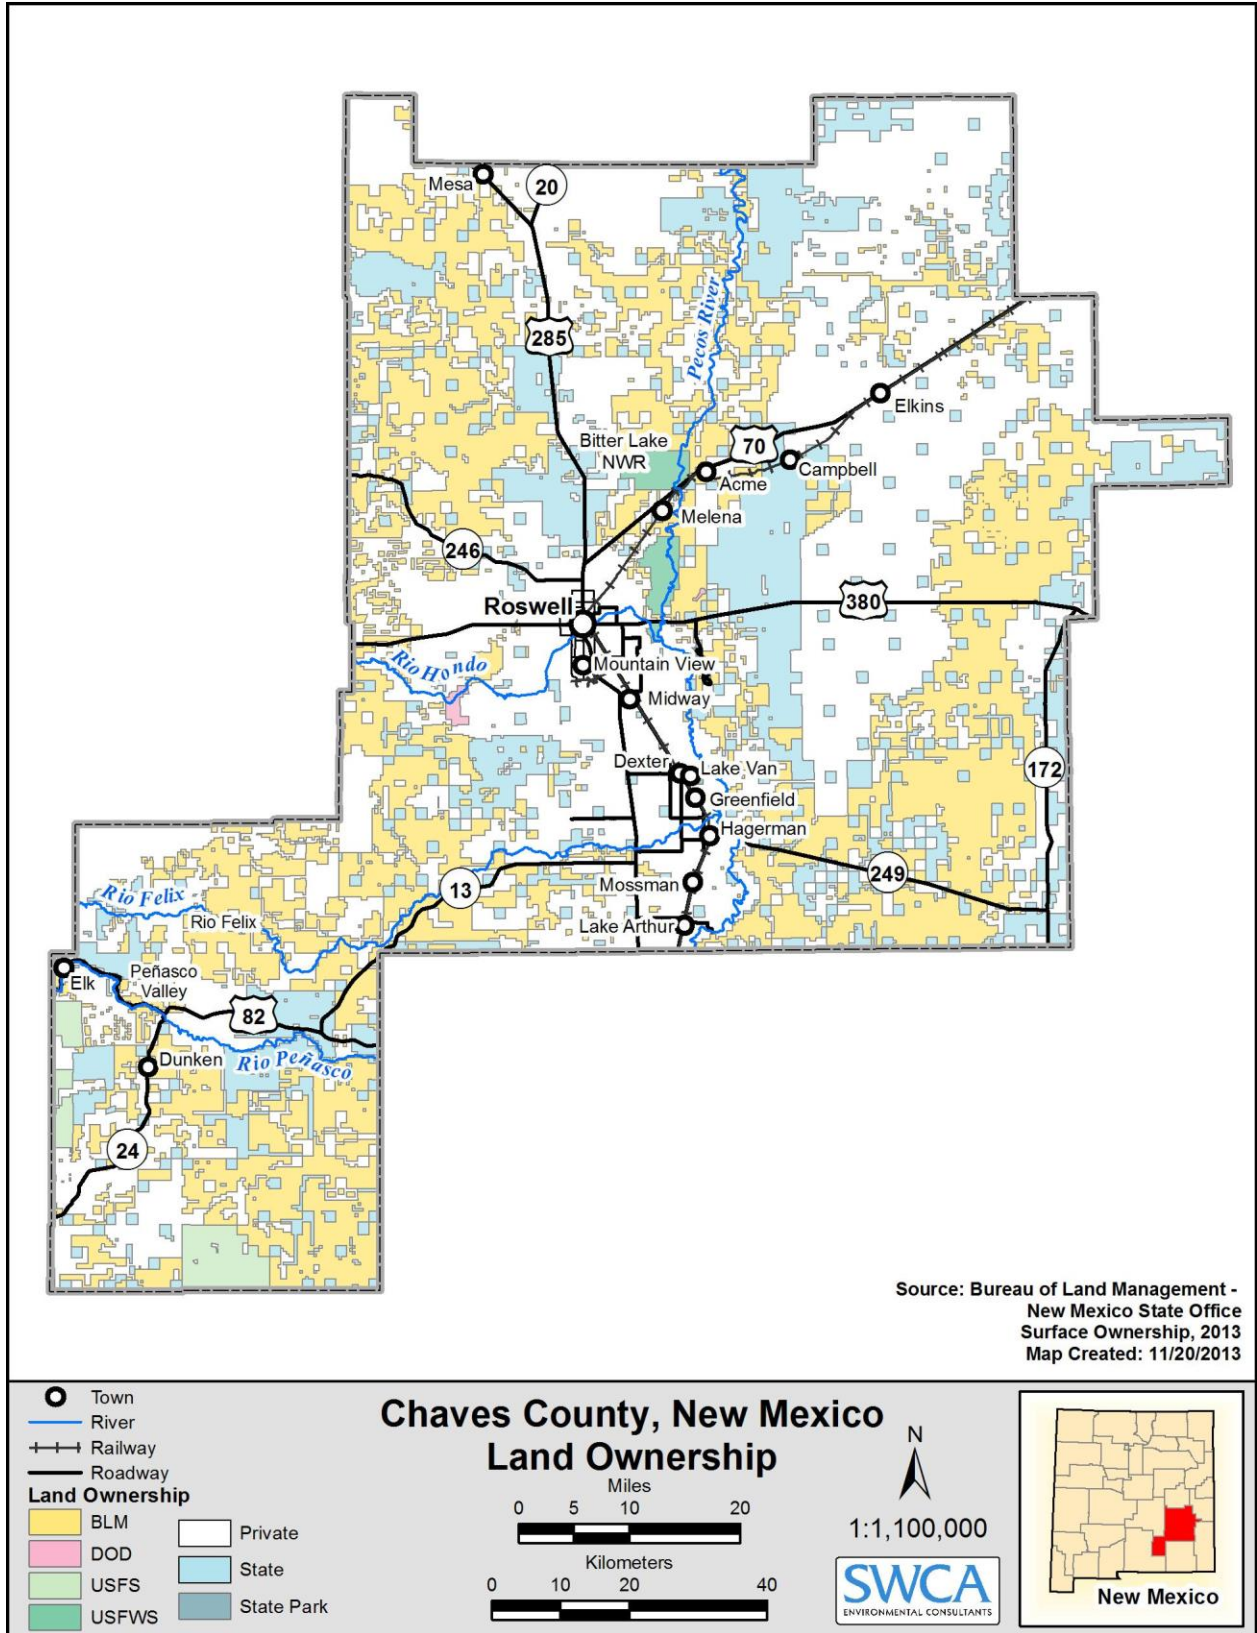 Mesa
20
285
Pecos River
Elkins
70
Bitter Lake
NWR
Campbell
Acme
Melena
246
380
Roswell
Rio Hondo
Mountain View
Midway
172
Dexter
Lake Van
Greenfield
Hagerman
249
13
Mossman
Rio Felix
Rio Felix
Lake Arthur
Elk
Peñasco
Valley
82
Dunken
Rio Peñasco
24
Source: Bureau of Land Management -
New Mexico State Office
Surface Ownership, 2013
Map Created: 11/20/2013
Town
River
Railway
Roadway
Land Ownership
BLM
DOD
USFS
USFWS
Private
State
State Park
Chaves County, New Mexico
Land Ownership
Miles
0 5 10 20
Kilometers
0 10 20 40
N
1:1,100,000
SWCA
ENVIRONMENTAL CONSULTANTS
New Mexico